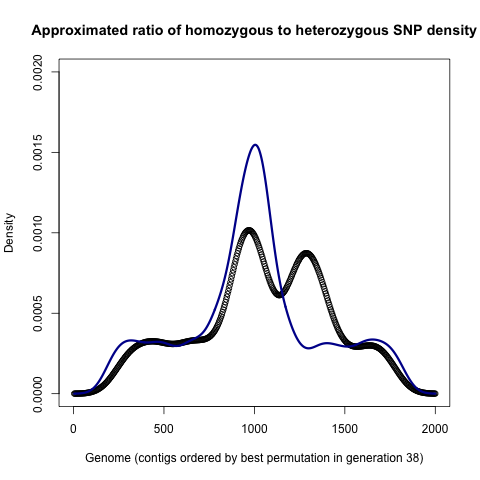 Approximated ratio of homozygous to heterozygous SNP density
0.0020
0.0015
0.0010
0.0005
0.0000
Density
0 500 1000 1500 2000
Genome (contigs ordered by best permutation in generation 38)